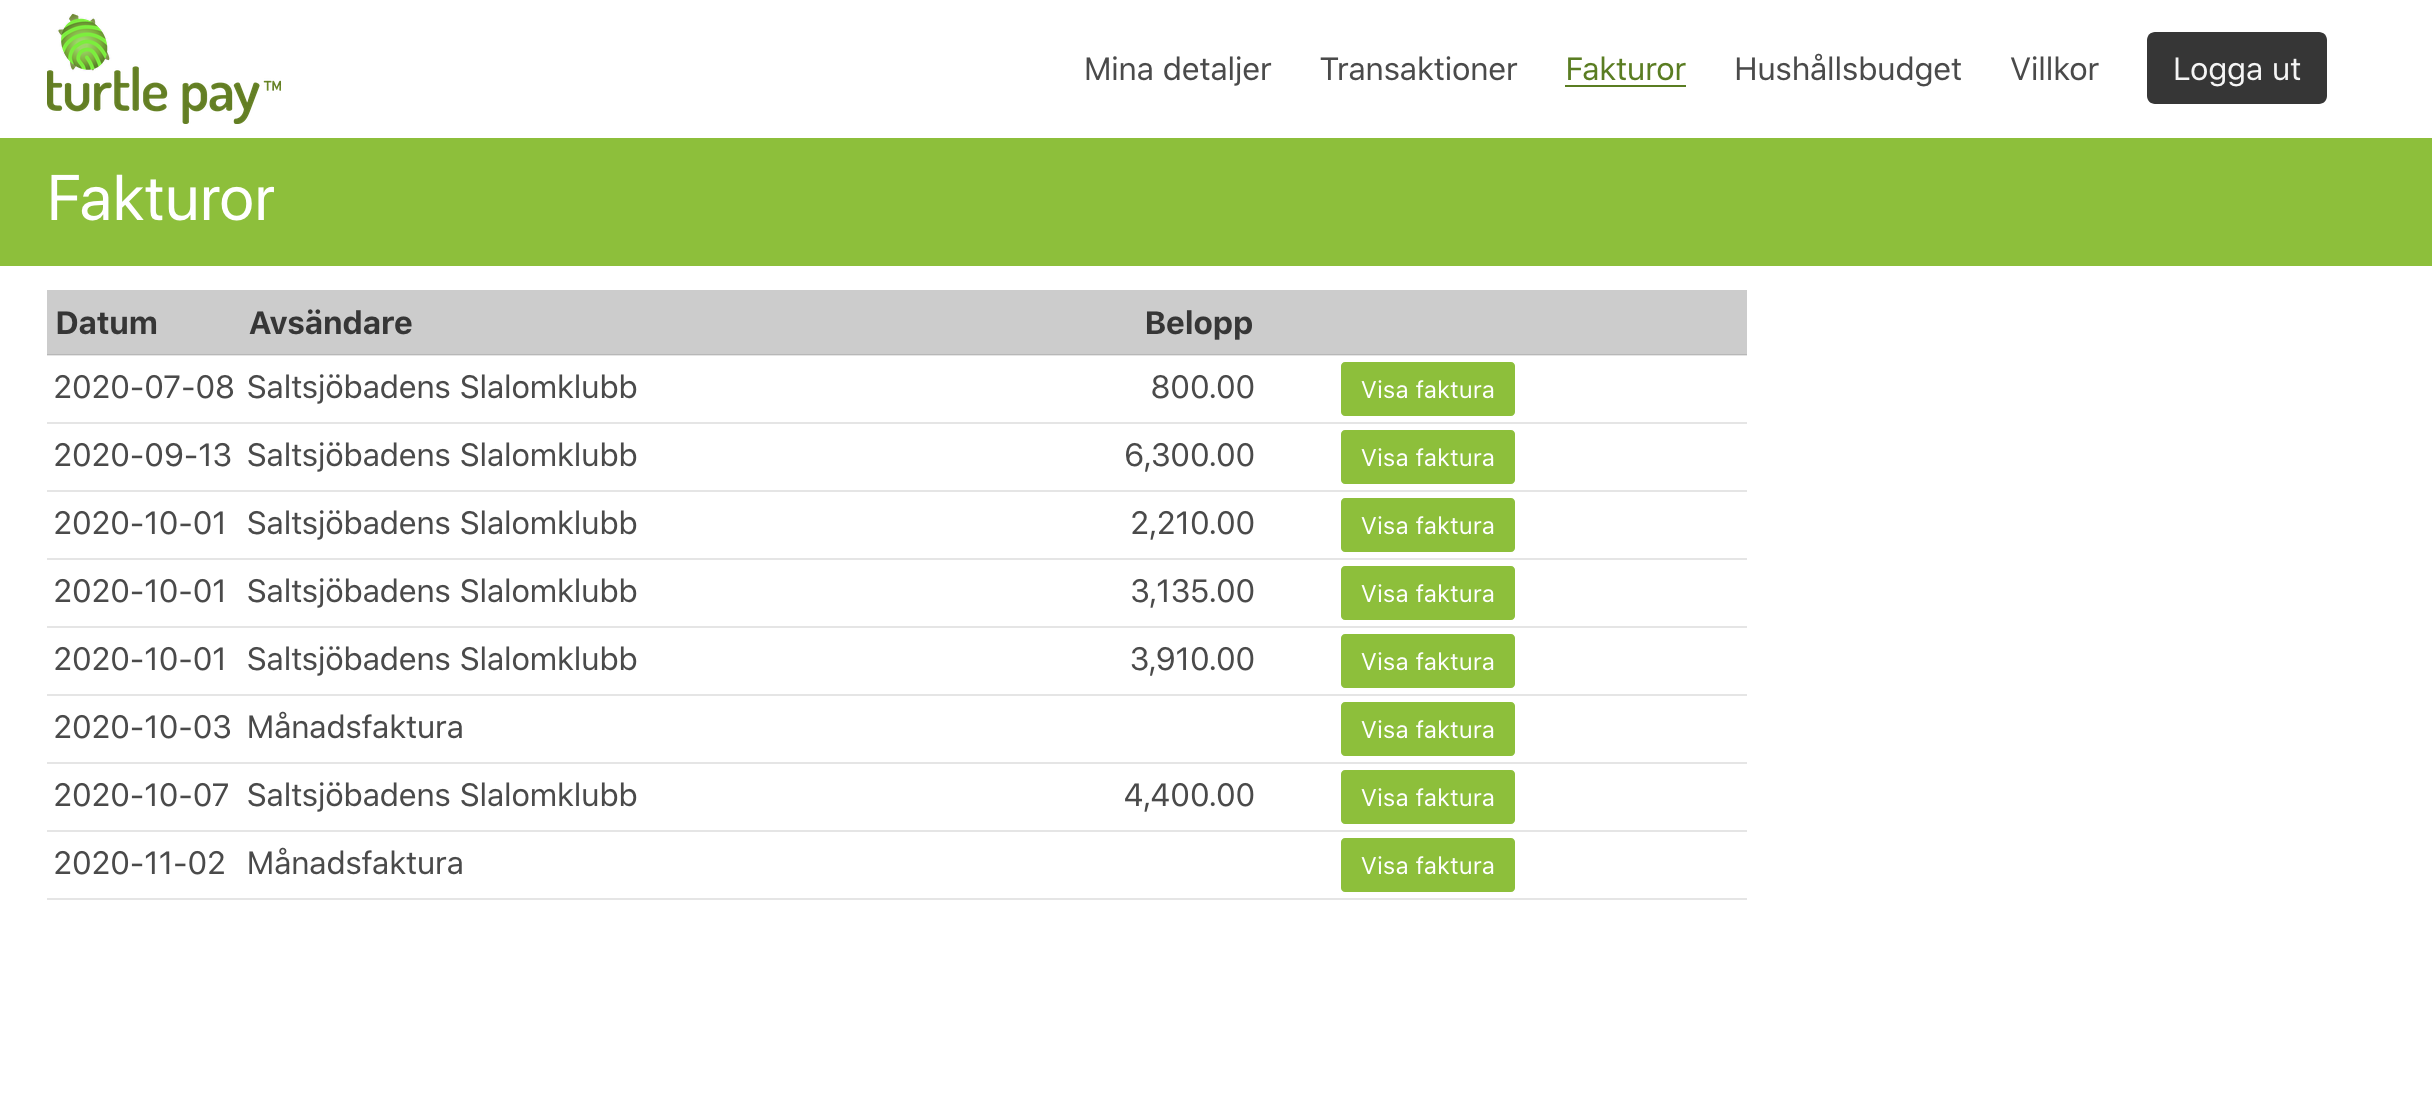 turtle pay™
Mina detaljer Transaktioner Fakturor Hushållsbudget Villkor Logga ut
Fakturor
Datum Avsändare Belopp
2020-07-08 Saltsjöbadens Slalomklubb 800.00 Visa faktura
2020-09-13 Saltsjöbadens Slalomklubb 6,300.00 Visa faktura
2020-10-01 Saltsjöbadens Slalomklubb 2,210.00 Visa faktura
2020-10-01 Saltsjöbadens Slalomklubb 3,135.00 Visa faktura
2020-10-01 Saltsjöbadens Slalomklubb 3,910.00 Visa faktura
2020-10-03 Månadsfaktura Visa faktura
2020-10-07 Saltsjöbadens Slalomklubb 4,400.00 Visa faktura
2020-11-02 Månadsfaktura Visa faktura